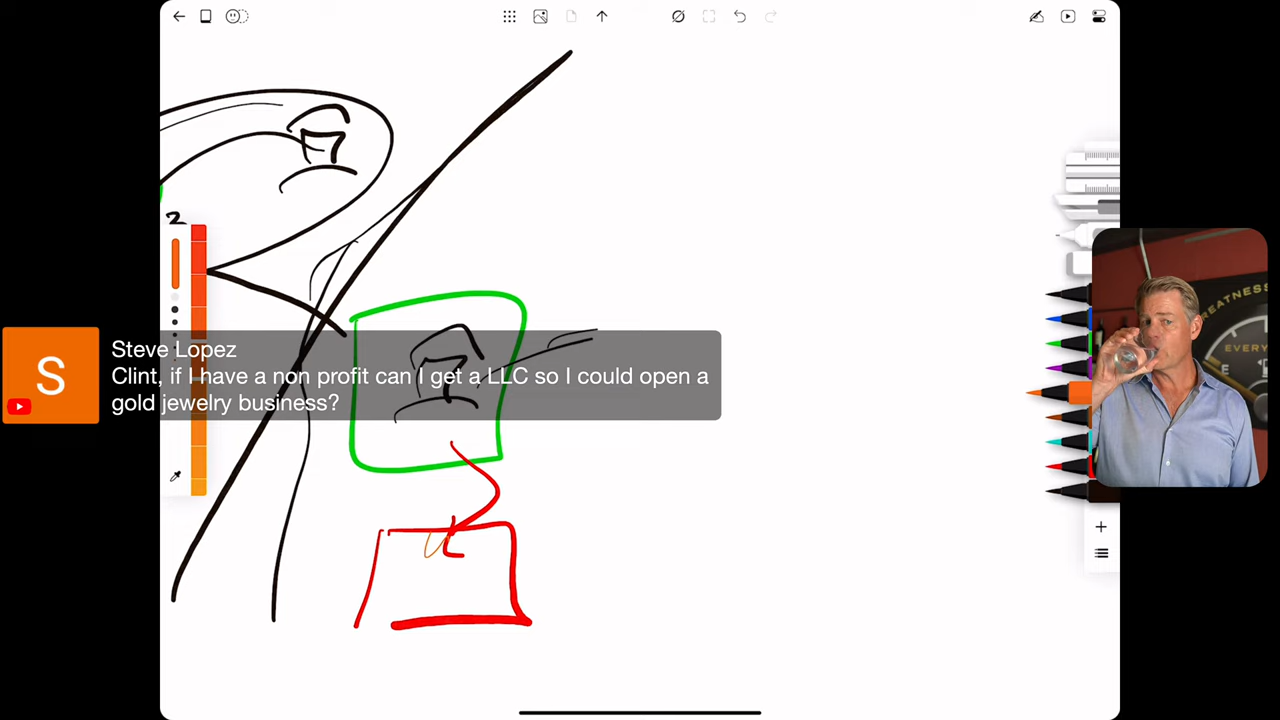 2
GREATNESS
EVERY
S
Steve Lopez
Clint, if I have a non profit can I get a LLC so I could open a
gold jewelry business?